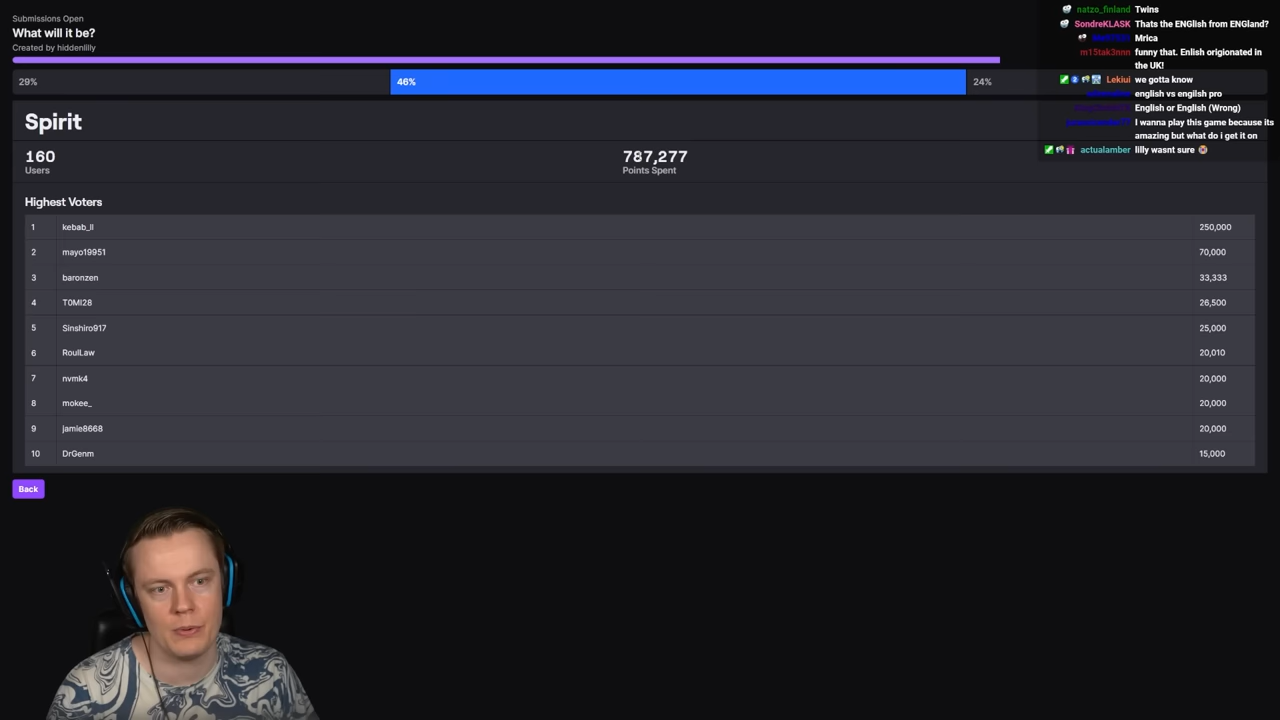 Submissions Open
What will it be?
Created by hiddenlilly
29%
46%
24%
Spirit
160
Users
787,277
Points Spent
Highest Voters
1 kebab_ll 250,000
2 mayo19951 70,000
3 baronzen 33,333
4 T0MI28 26,500
5 Sinshiro917 25,000
6 RoulLaw 20,010
7 nvmk4 20,000
8 mokee_ 20,000
9 jamie8668 20,000
10 DrGenm 15,000
Back
natzo_finland Twins
SondreKLASK Thats the ENGlish from ENGland?
Mrica
m15tak3nnn funny that. Enlish origionated in
the UK!
Lekiui we gotta know
english vs engilsh pro
English or English (Wrong)
I wanna play this game because its
amazing but what do i get it on
actualamber lilly wasnt sure